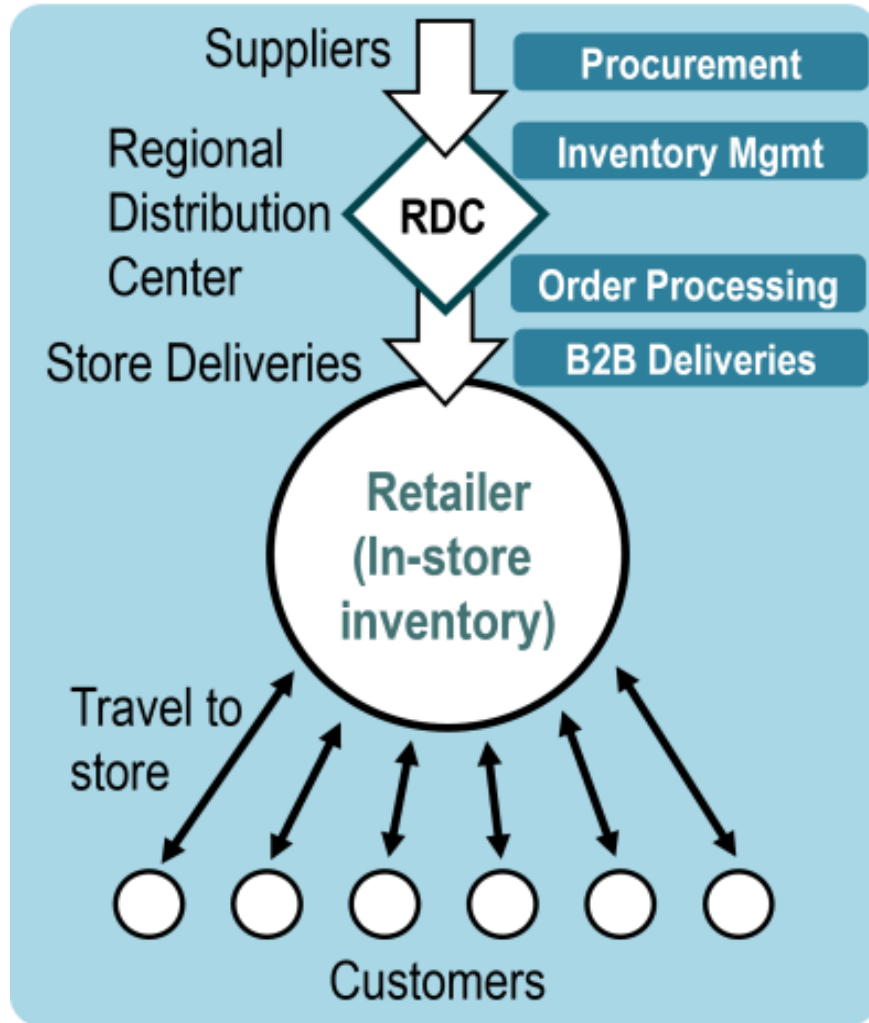 Suppliers
Procurement
Regional
Distribution
Center
RDC
Inventory Mgmt
Order Processing
Store Deliveries
B2B Deliveries
Retailer
(In-store
inventory)
Travel to
store
Customers